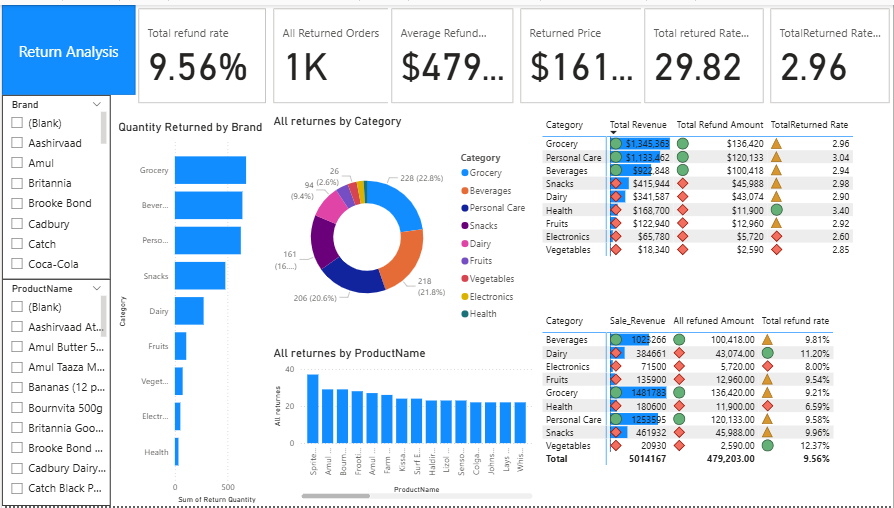 Return Analysis
Total refund rate
9.56%
All Returned Orders
1K
Average Refund...
$479...
Returned Price
$161...
Total retured Rate...
29.82
TotalReturned Rate...
2.96
Brand
(Blank)
Aashirvaad
Amul
Britannia
Brooke Bond
Cadbury
Catch
Coca-Cola
ProductName
(Blank)
Aashirvaad At...
Amul Butter 5...
Amul Taaza M...
Bananas (12 p...
Bournvita 500g
Britannia Goo...
Brooke Bond ...
Cadbury Dairy...
Catch Black P...
Quantity Returned by Brand
Category
Grocery
Bever...
Perso...
Snacks
Dairy
Fruits
Veget...
Electr...
Health
0 500
Sum of Return Quantity
All returnes by Category
228 (22.8%)
218
(21.8%)
206 (20.6%)
161
(16....)
94
(9.4%)
26
(2.6%)
Category
Grocery
Beverages
Personal Care
Snacks
Dairy
Fruits
Vegetables
Electronics
Health
All returnes by ProductName
All returnes
40
20
0
Sprite...
Amul ...
Bourn...
Frooti...
Amul ...
Farm ...
Kissa...
Surf E...
Haldir...
Lizol ...
Senso...
Colga...
Johns...
Lays ...
Whis...
ProductName
Category Total Revenue Total Refund Amount TotalReturned Rate
Grocery $1,345,363 $136,420 2.96
Personal Care $1,133,462 $120,133 3.04
Beverages $922,848 $100,418 2.94
Snacks $415,944 $45,988 2.98
Dairy $341,587 $43,074 2.90
Health $168,700 $11,900 3.40
Fruits $122,940 $12,960 2.92
Electronics $65,780 $5,720 2.60
Vegetables $18,340 $2,590 2.85
Category Sale_Revenue All refuned Amount Total refund rate
Beverages 1023266 100,418.00 9.81%
Dairy 384661 43,074.00 11.20%
Electronics 71500 5,720.00 8.00%
Fruits 135900 12,960.00 9.54%
Grocery 1481783 136,420.00 9.21%
Health 180600 11,900.00 6.59%
Personal Care 1253595 120,133.00 9.58%
Snacks 461932 45,988.00 9.96%
Vegetables 20930 2,590.00 12.37%
Total 5014167 479,203.00 9.56%